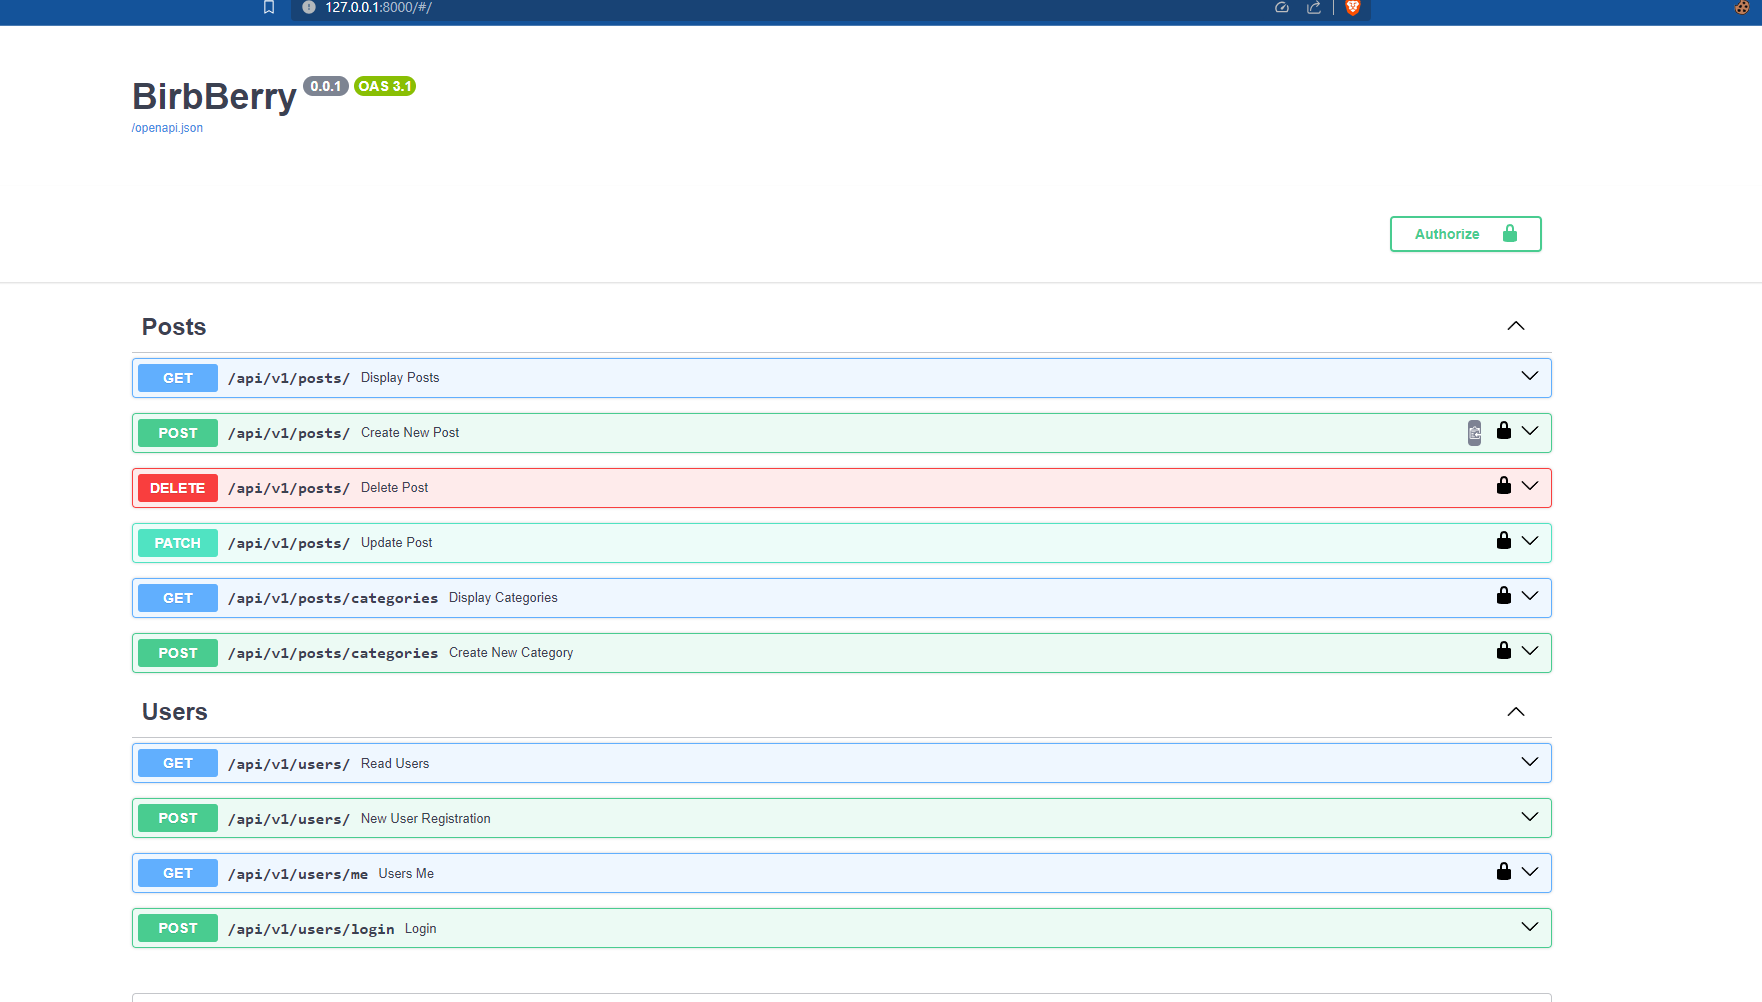 127.0.0.1:8000/#/
BirbBerry 0.0.1 OAS 3.1
/openapi.json
Authorize
Posts
GET /api/v1/posts/ Display Posts
POST /api/v1/posts/ Create New Post
DELETE /api/v1/posts/ Delete Post
PATCH /api/v1/posts/ Update Post
GET /api/v1/posts/categories Display Categories
POST /api/v1/posts/categories Create New Category
Users
GET /api/v1/users/ Read Users
POST /api/v1/users/ New User Registration
GET /api/v1/users/me Users Me
POST /api/v1/users/login Login